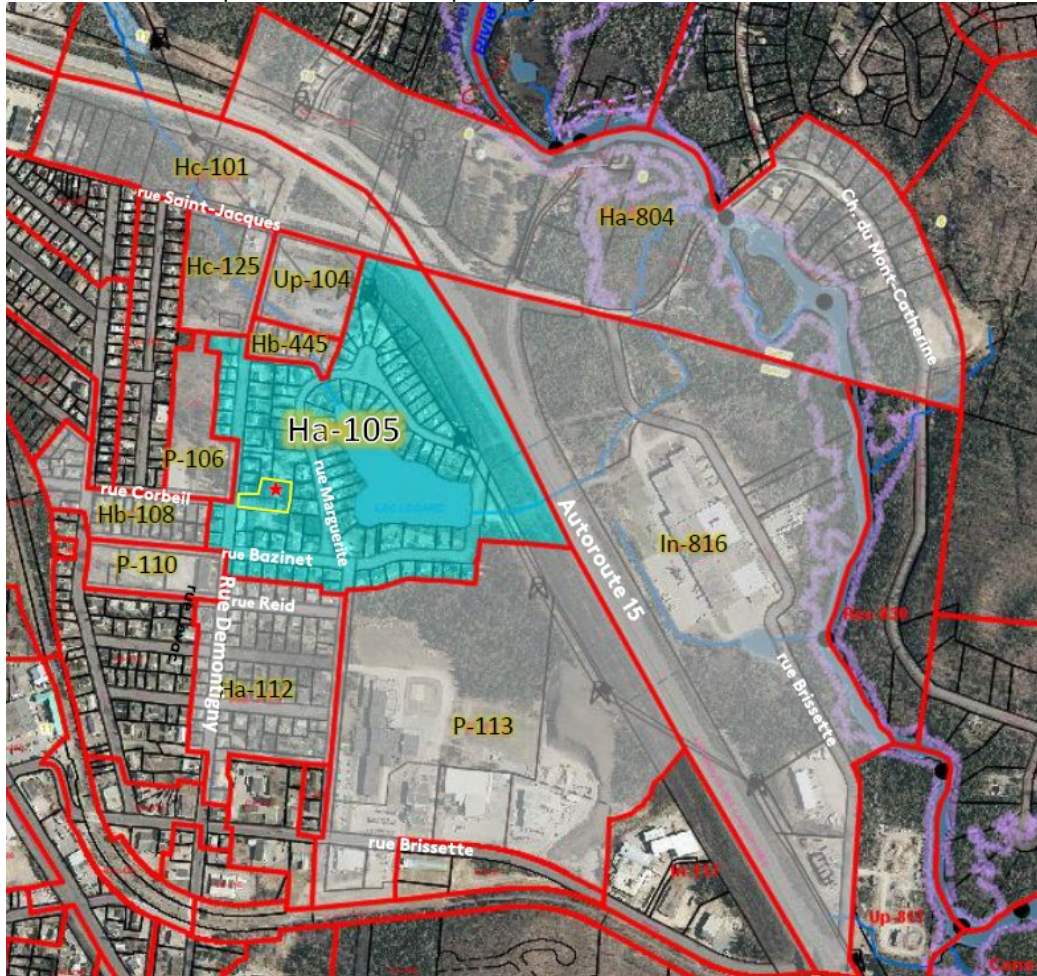 Hc-101
rue Saint-Jacques
Ha-804
Ch. du Mont-Catherine
Hc-125
Up-104
Hb-445
Ha-105
P-106
rue Marguerite
rue Corbeil
Hb-108
Autoroute 15
In-816
rue Bazinet
P-110
rue Reid
Rue Demontigny
Ha-112
rue Brissette
P-113
rue Brissette
In-117